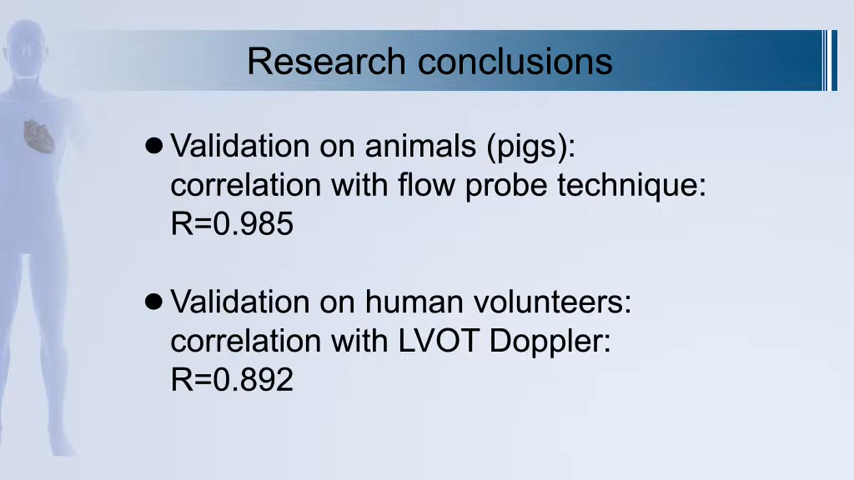 Research conclusions
● Validation on animals (pigs):
correlation with flow probe technique:
R=0.985
● Validation on human volunteers:
correlation with LVOT Doppler:
R=0.892